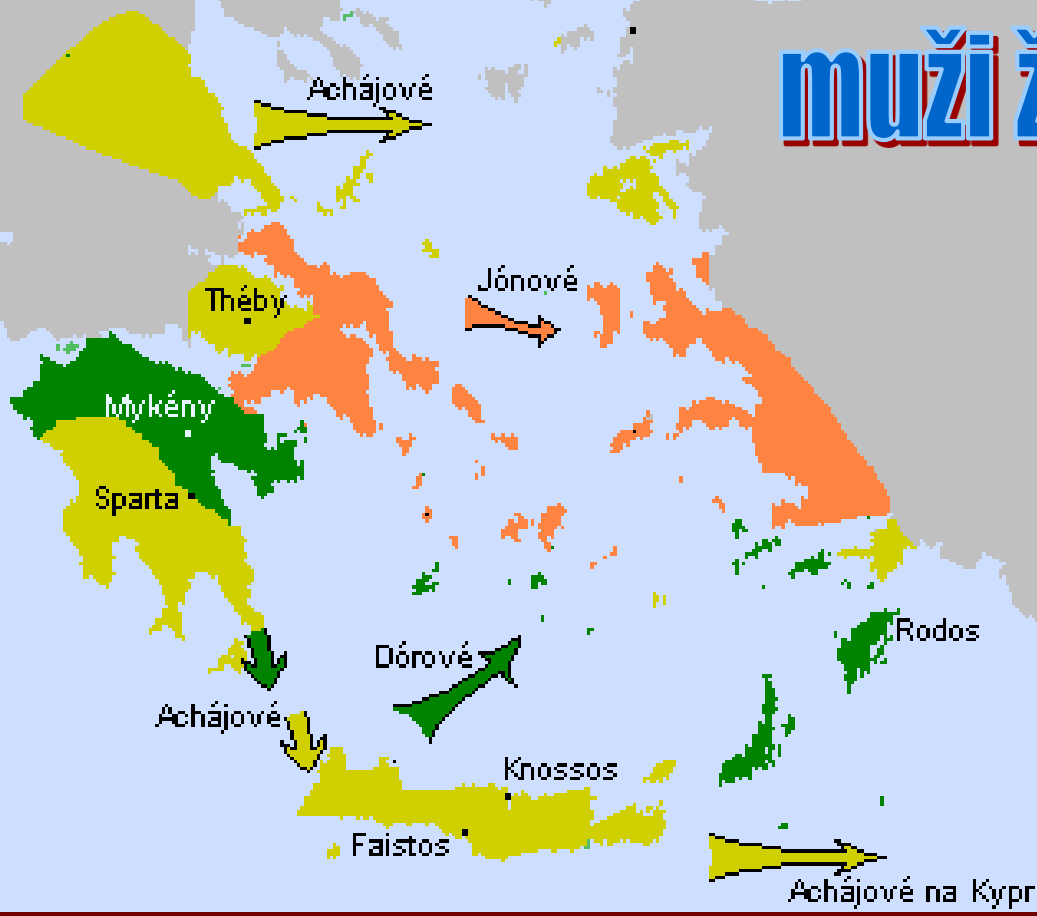 muži ž
Achájové
Jónové
Théby
Mykény
Sparta
Rodos
Dórové
Achájové
Knossos
Faistos
Achájové na Kypr